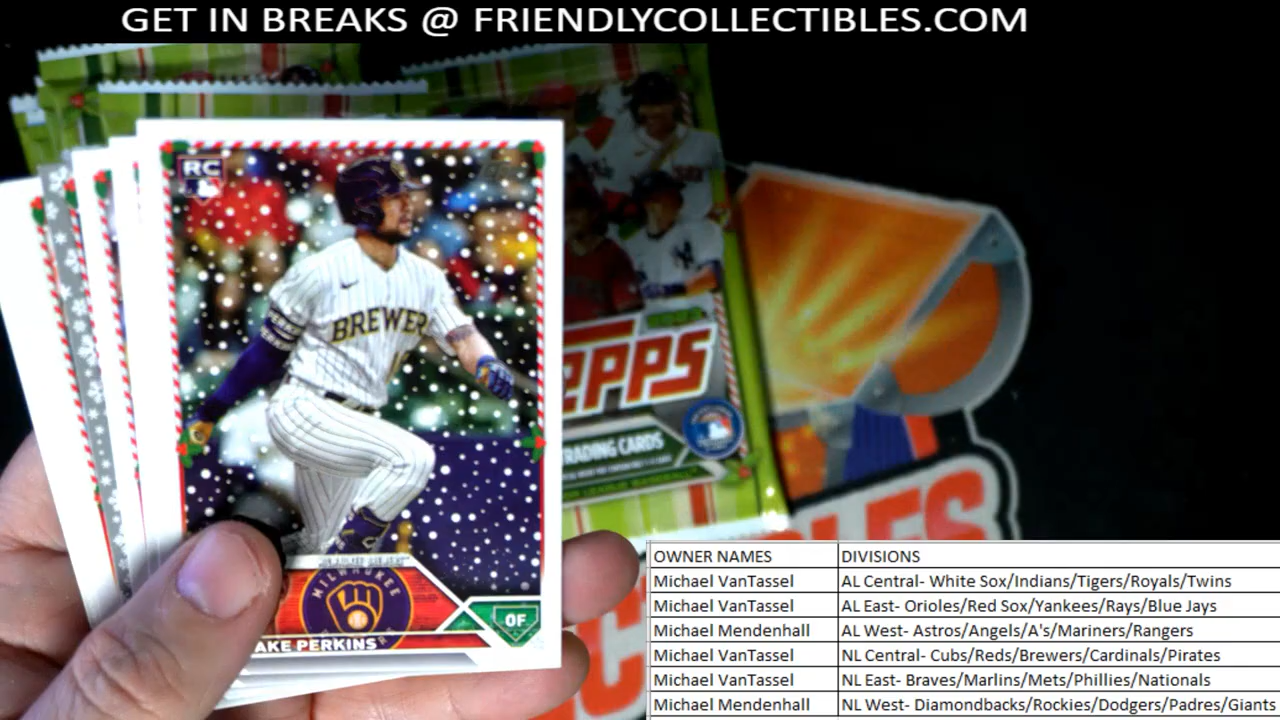 GET IN BREAKS @ FRIENDLYCOLLECTIBLES.COM
RC
BREWER
MILWAUKEE
OF
AKE PERKINS
TOPPS
TRADING CARDS
OWNER NAMES DIVISIONS
Michael VanTassel AL Central- White Sox/Indians/Tigers/Royals/Twins
Michael VanTassel AL East- Orioles/Red Sox/Yankees/Rays/Blue Jays
Michael Mendenhall AL West- Astros/Angels/A's/Mariners/Rangers
Michael VanTassel NL Central- Cubs/Reds/Brewers/Cardinals/Pirates
Michael VanTassel NL East- Braves/Marlins/Mets/Phillies/Nationals
Michael Mendenhall NL West- Diamondbacks/Rockies/Dodgers/Padres/Giants